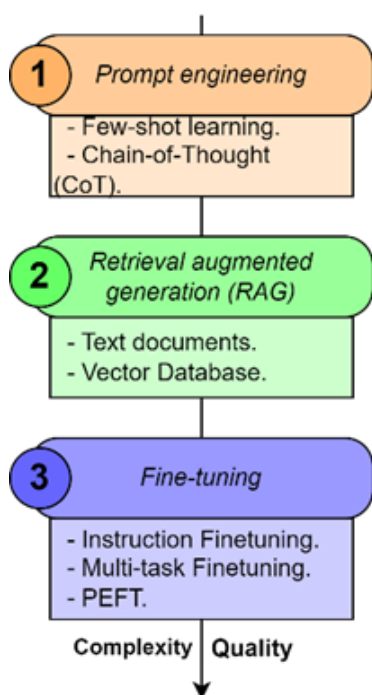 1
Prompt engineering
- Few-shot learning.
- Chain-of-Thought
(CoT).
2
Retrieval augmented
generation (RAG)
- Text documents.
- Vector Database.
3
Fine-tuning
- Instruction Finetuning.
- Multi-task Finetuning.
- PEFT.
Complexity Quality